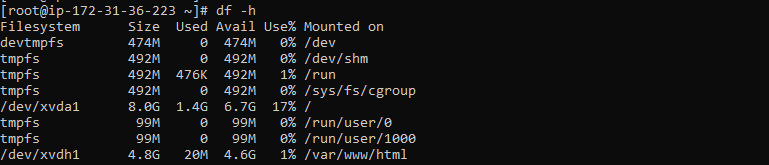 [root@ip-172-31-36-223 ~]# df -h
Filesystem      Size  Used Avail Use% Mounted on
devtmpfs        474M     0  474M   0% /dev
tmpfs           492M     0  492M   0% /dev/shm
tmpfs           492M  476K  492M   1% /run
tmpfs           492M     0  492M   0% /sys/fs/cgroup
/dev/xvda1      8.0G  1.4G  6.7G  17% /
tmpfs            99M     0   99M   0% /run/user/0
tmpfs            99M     0   99M   0% /run/user/1000
/dev/xvdh1      4.8G   20M  4.6G   1% /var/www/html